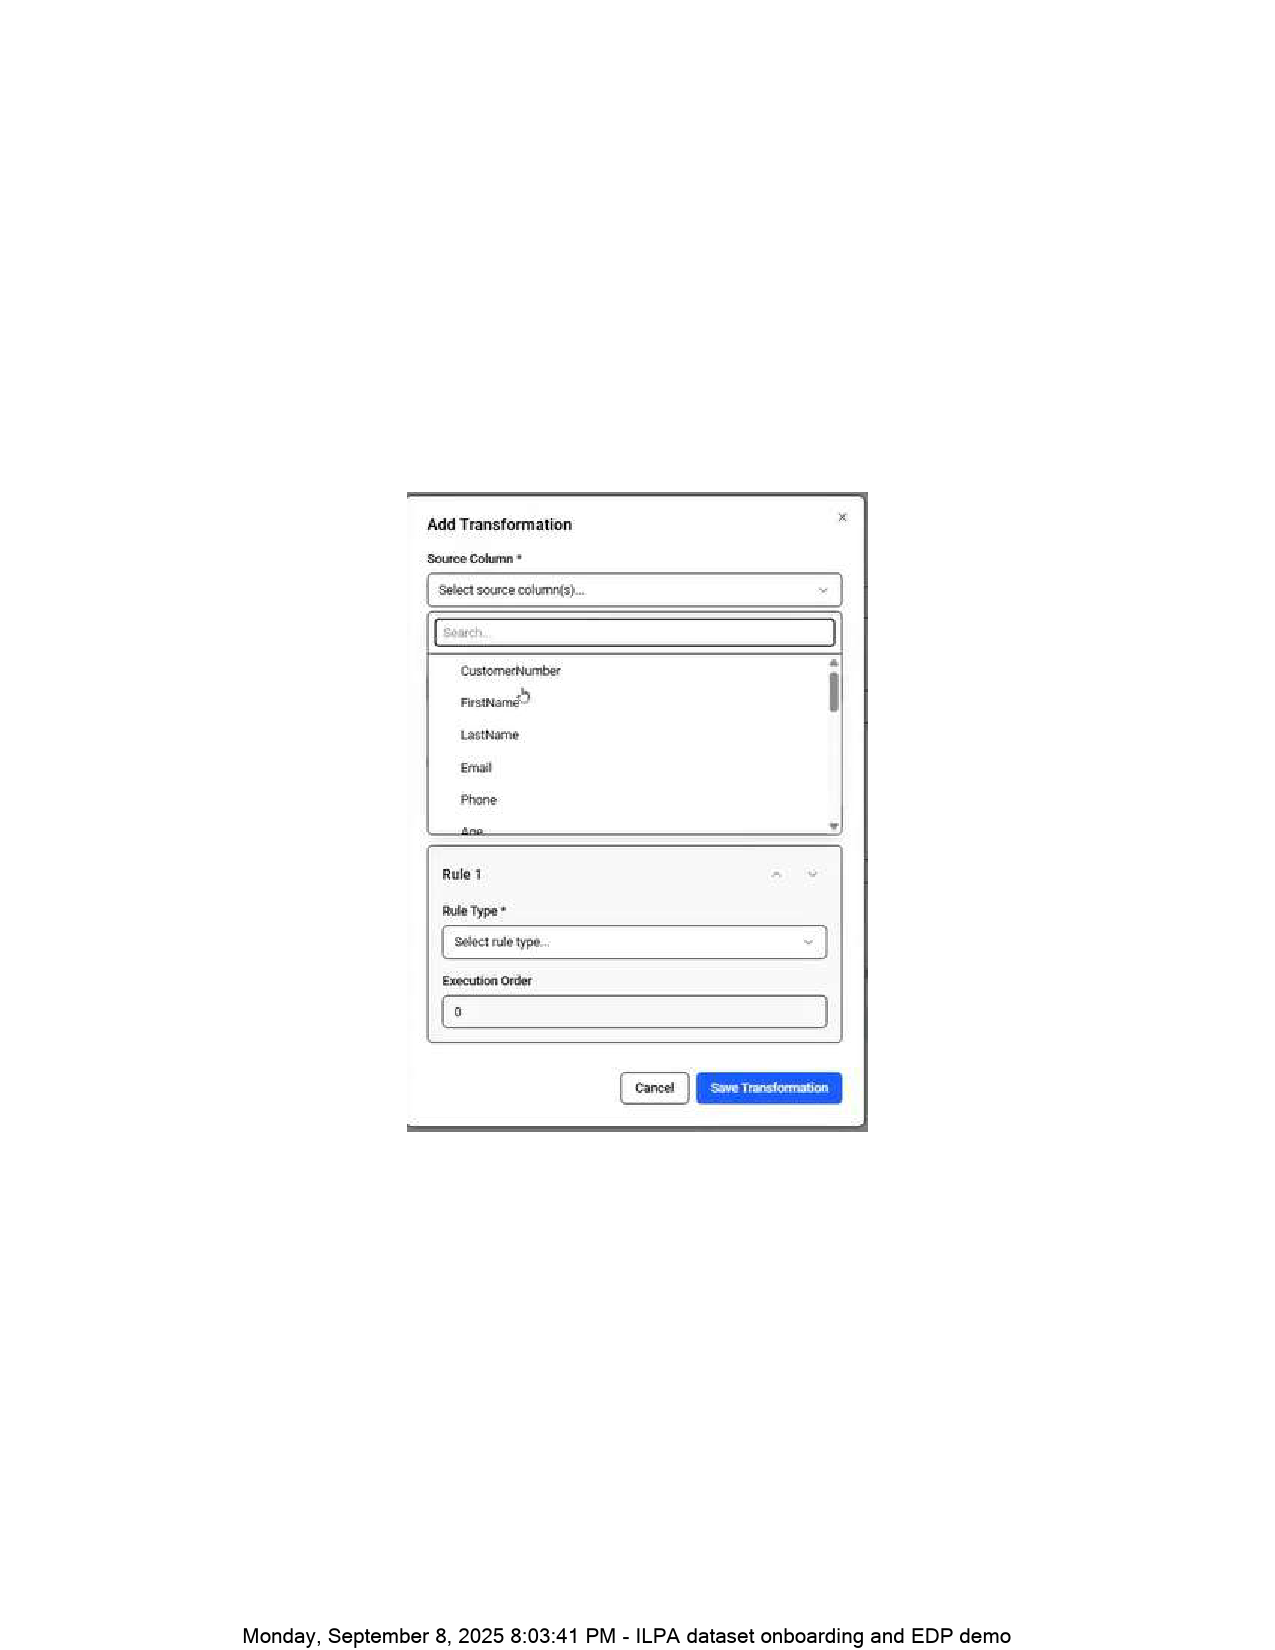 Add Transformation
Source Column *
Select source column(s)...
Search...
CustomerNumber
FirstName
LastName
Email
Phone
Age
Rule 1
Rule Type *
Select rule type...
Execution Order
0
Cancel
Save Transformation
Monday, September 8, 2025 8:03:41 PM - ILPA dataset onboarding and EDP demo